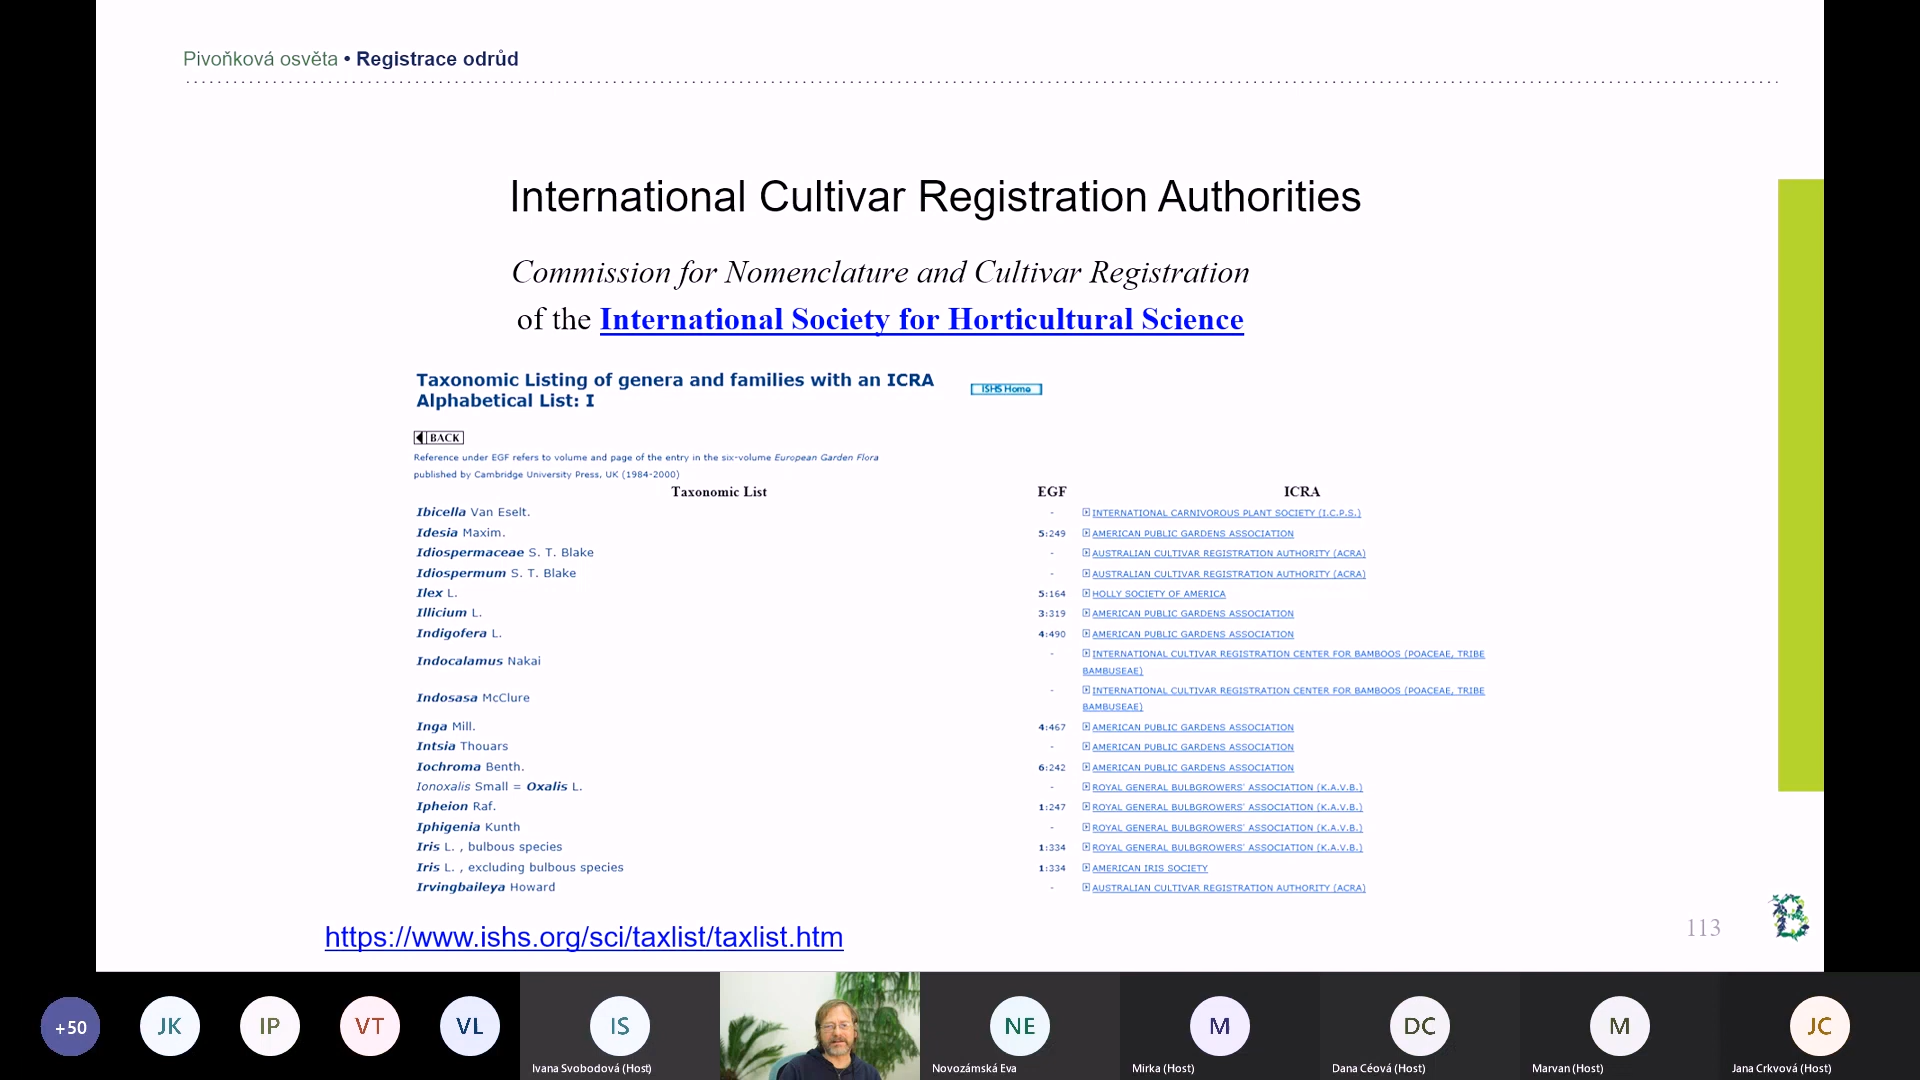 Pivoňková osvěta • Registrace odrůd
International Cultivar Registration Authorities
Commission for Nomenclature and Cultivar Registration
of the International Society for Horticultural Science
Taxonomic Listing of genera and families with an ICRA
Alphabetical List: I
ISHS Home
BACK
Reference under EGF refers to volume and page of the entry in the six-volume European Garden Flora
published by Cambridge University Press, UK (1984-2000)
Taxonomic List EGF ICRA
Ibicella Van Eselt. - INTERNATIONAL CARNIVOROUS PLANT SOCIETY (I.C.P.S.)
Idesia Maxim. 5:249 AMERICAN PUBLIC GARDENS ASSOCIATION
Idiospermaceae S. T. Blake - AUSTRALIAN CULTIVAR REGISTRATION AUTHORITY (ACRA)
Idiospermum S. T. Blake - AUSTRALIAN CULTIVAR REGISTRATION AUTHORITY (ACRA)
Ilex L. 5:164 HOLLY SOCIETY OF AMERICA
Illicium L. 3:319 AMERICAN PUBLIC GARDENS ASSOCIATION
Indigofera L. 4:490 AMERICAN PUBLIC GARDENS ASSOCIATION
Indocalamus Nakai - INTERNATIONAL CULTIVAR REGISTRATION CENTER FOR BAMBOOS (POACEAE, TRIBE
BAMBUSEAE)
Indosasa McClure - INTERNATIONAL CULTIVAR REGISTRATION CENTER FOR BAMBOOS (POACEAE, TRIBE
BAMBUSEAE)
Inga Mill. 4:467 AMERICAN PUBLIC GARDENS ASSOCIATION
Intsia Thouars - AMERICAN PUBLIC GARDENS ASSOCIATION
Iochroma Benth. 6:242 AMERICAN PUBLIC GARDENS ASSOCIATION
Ionoxalis Small = Oxalis L. - ROYAL GENERAL BULBGROWERS' ASSOCIATION (K.A.V.B.)
Ipheion Raf. 1:247 ROYAL GENERAL BULBGROWERS' ASSOCIATION (K.A.V.B.)
Iphigenia Kunth - ROYAL GENERAL BULBGROWERS' ASSOCIATION (K.A.V.B.)
Iris L. , bulbous species 1:334 ROYAL GENERAL BULBGROWERS' ASSOCIATION (K.A.V.B.)
Iris L. , excluding bulbous species 1:334 AMERICAN IRIS SOCIETY
Irvingbaileya Howard - AUSTRALIAN CULTIVAR REGISTRATION AUTHORITY (ACRA)
https://www.ishs.org/sci/taxlist/taxlist.htm
113
B
+50 JK IP VT VL IS NE M DC M JC
Ivana Svobodová (Host) Novozámská Eva Mirka (Host) Dana Céová (Host) Marvan (Host) Jana Crkvová (Host)